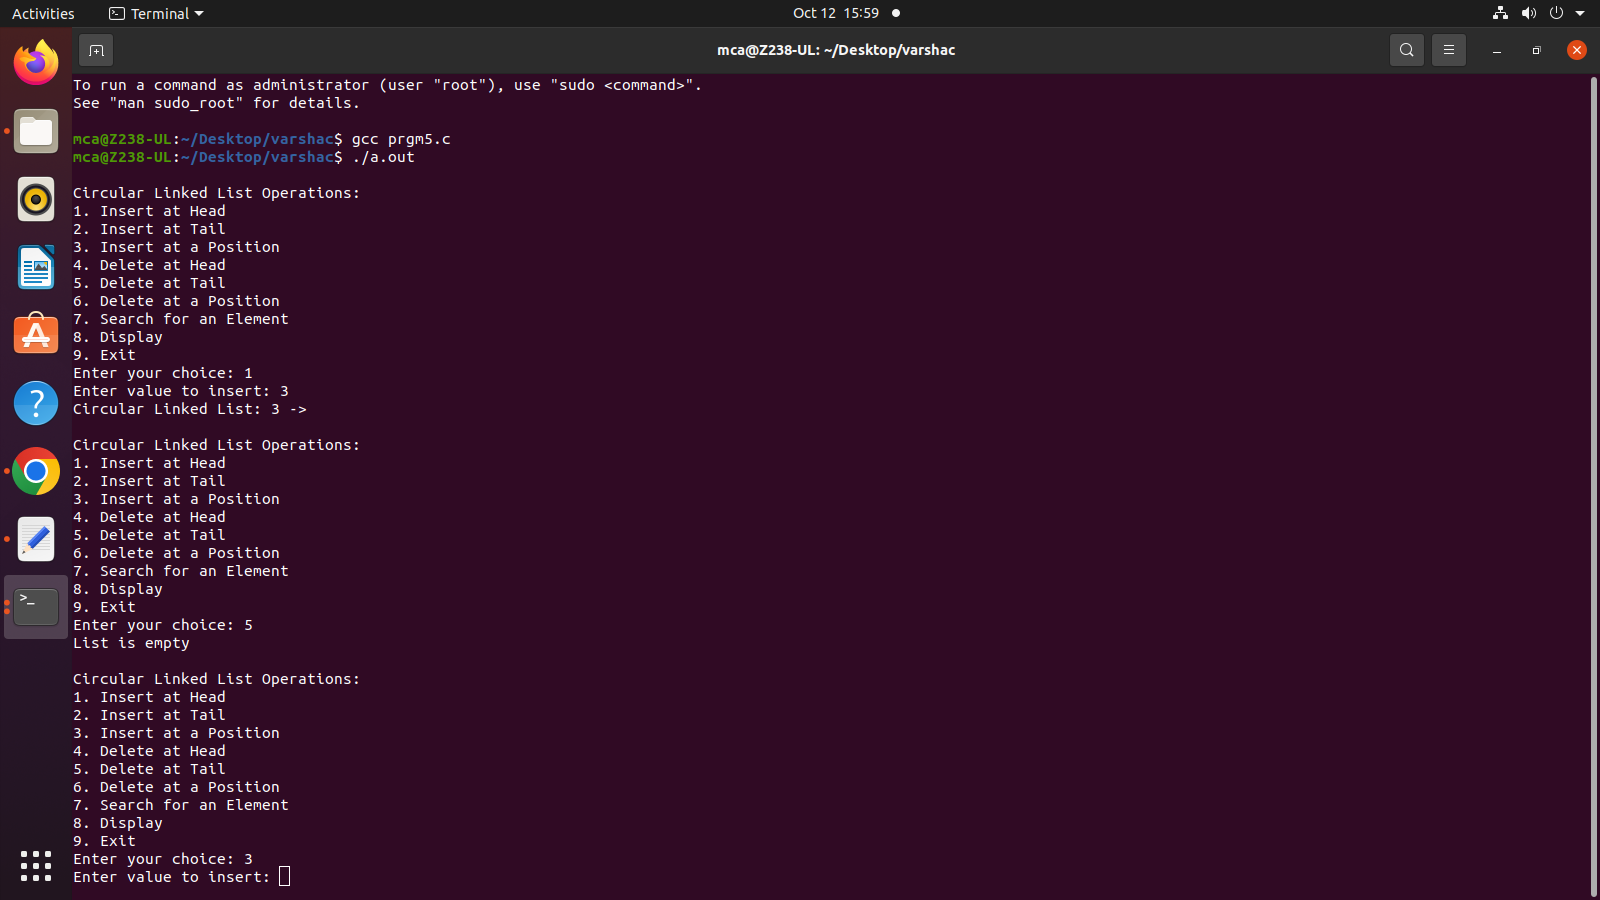 Activities
Terminal
Oct 12 15:59
mca@Z238-UL: ~/Desktop/varshac
To run a command as administrator (user "root"), use "sudo <command>".
See "man sudo_root" for details.
mca@Z238-UL:~/Desktop/varshac$ gcc prgm5.c
mca@Z238-UL:~/Desktop/varshac$ ./a.out
Circular Linked List Operations:
1. Insert at Head
2. Insert at Tail
3. Insert at a Position
4. Delete at Head
5. Delete at Tail
6. Delete at a Position
7. Search for an Element
8. Display
9. Exit
Enter your choice: 1
Enter value to insert: 3
Circular Linked List: 3 ->
Circular Linked List Operations:
1. Insert at Head
2. Insert at Tail
3. Insert at a Position
4. Delete at Head
5. Delete at Tail
6. Delete at a Position
7. Search for an Element
8. Display
9. Exit
Enter your choice: 5
List is empty
Circular Linked List Operations:
1. Insert at Head
2. Insert at Tail
3. Insert at a Position
4. Delete at Head
5. Delete at Tail
6. Delete at a Position
7. Search for an Element
8. Display
9. Exit
Enter your choice: 3
Enter value to insert: